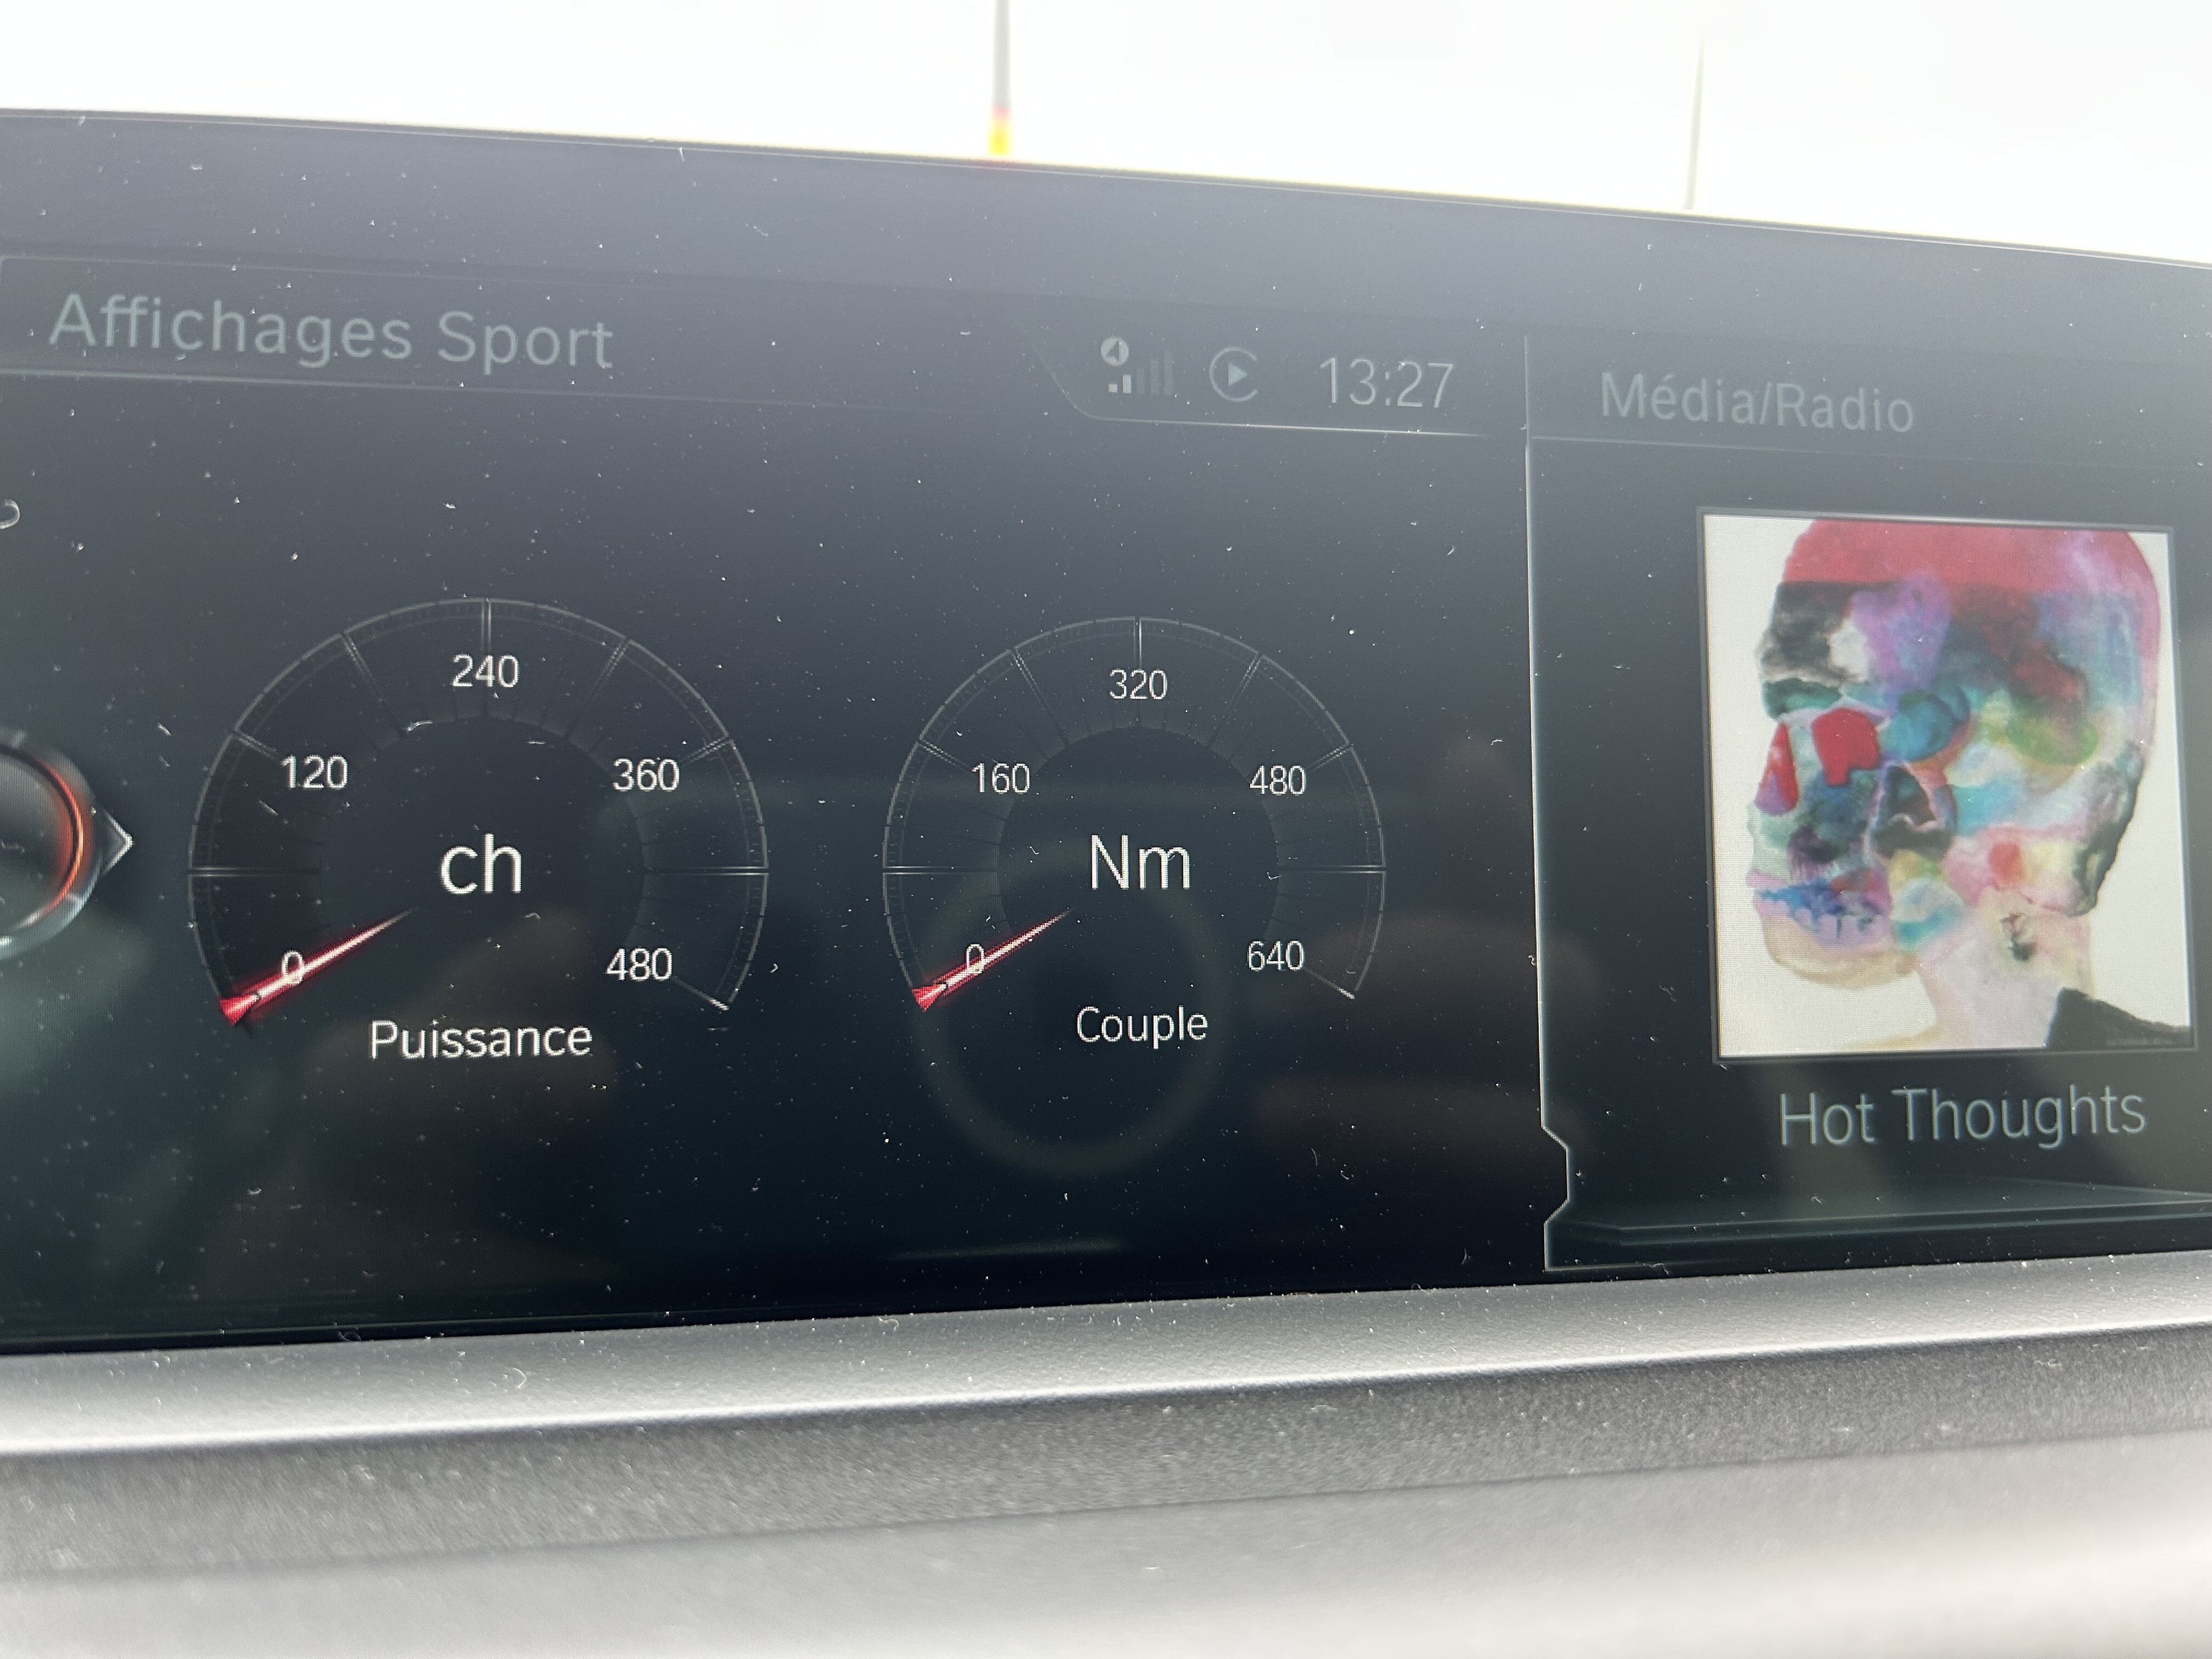 Affichages Sport
13:27
Média/Radio
240
120
360
ch
0
480
Puissance
320
160
480
Nm
0
640
Couple
Hot Thoughts